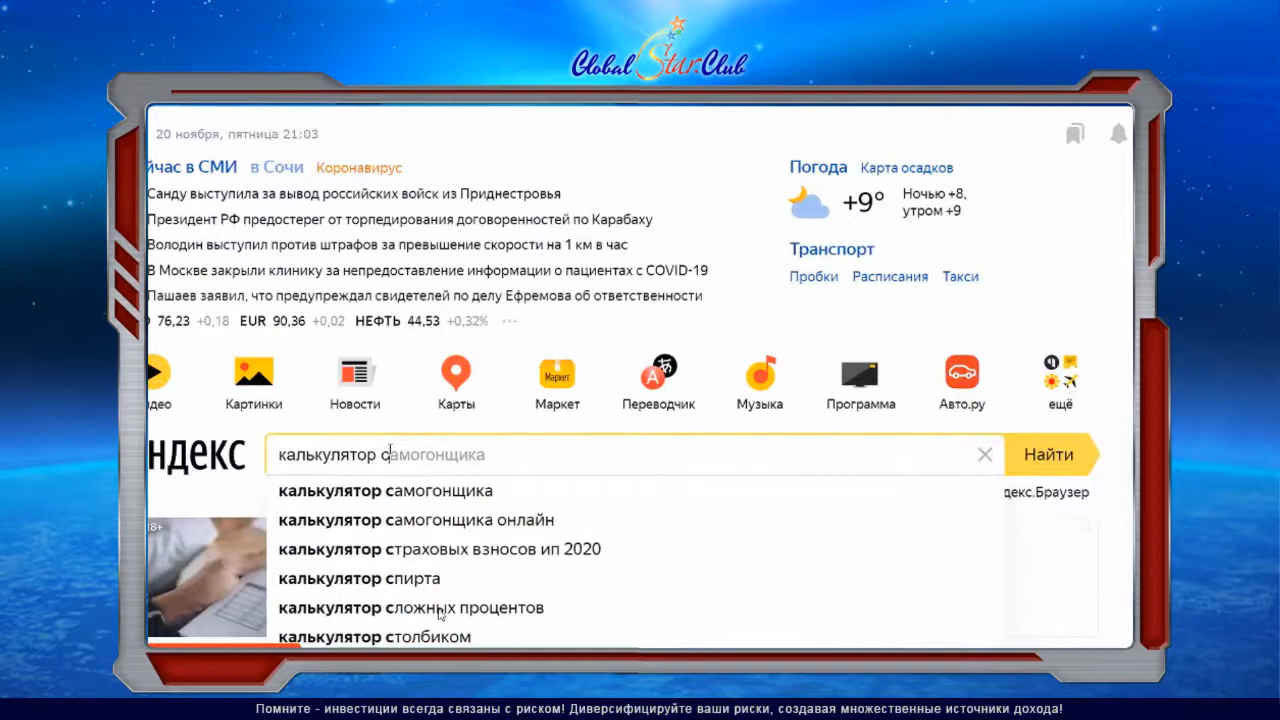 Global Star.Club
20 ноября, пятница 21:03
йчас в СМИ в Сочи Коронавирус
Санду выступила за вывод российских войск из Приднестровья
Президент РФ предостерег от торпедирования договоренностей по Карабаху
Володин выступил против штрафов за превышение скорости на 1 км в час
В Москве закрыли клинику за непредоставление информации о пациентах с COVID-19
Пашаев заявил, что предупреждал свидетелей по делу Ефремова об ответственности
76,23 +0,18 EUR 90,36 +0,02 НЕФТЬ 44,53 +0,32% ···
Погода Карта осадков
+9° Ночью +8,
утром +9
Транспорт
Пробки Расписания Такси
Маркет
део Картинки Новости Карты Маркет Переводчик Музыка Программа Авто.ру ещё
ндекс калькулятор самогонщика Найти
калькулятор самогонщика
декс.Браузер
калькулятор самогонщика онлайн
18+
калькулятор страховых взносов ип 2020
калькулятор спирта
калькулятор сложных процентов
калькулятор столбиком
Помните - инвестиции всегда связаны с риском! Диверсифицируйте ваши риски, создавая множественные источники дохода!